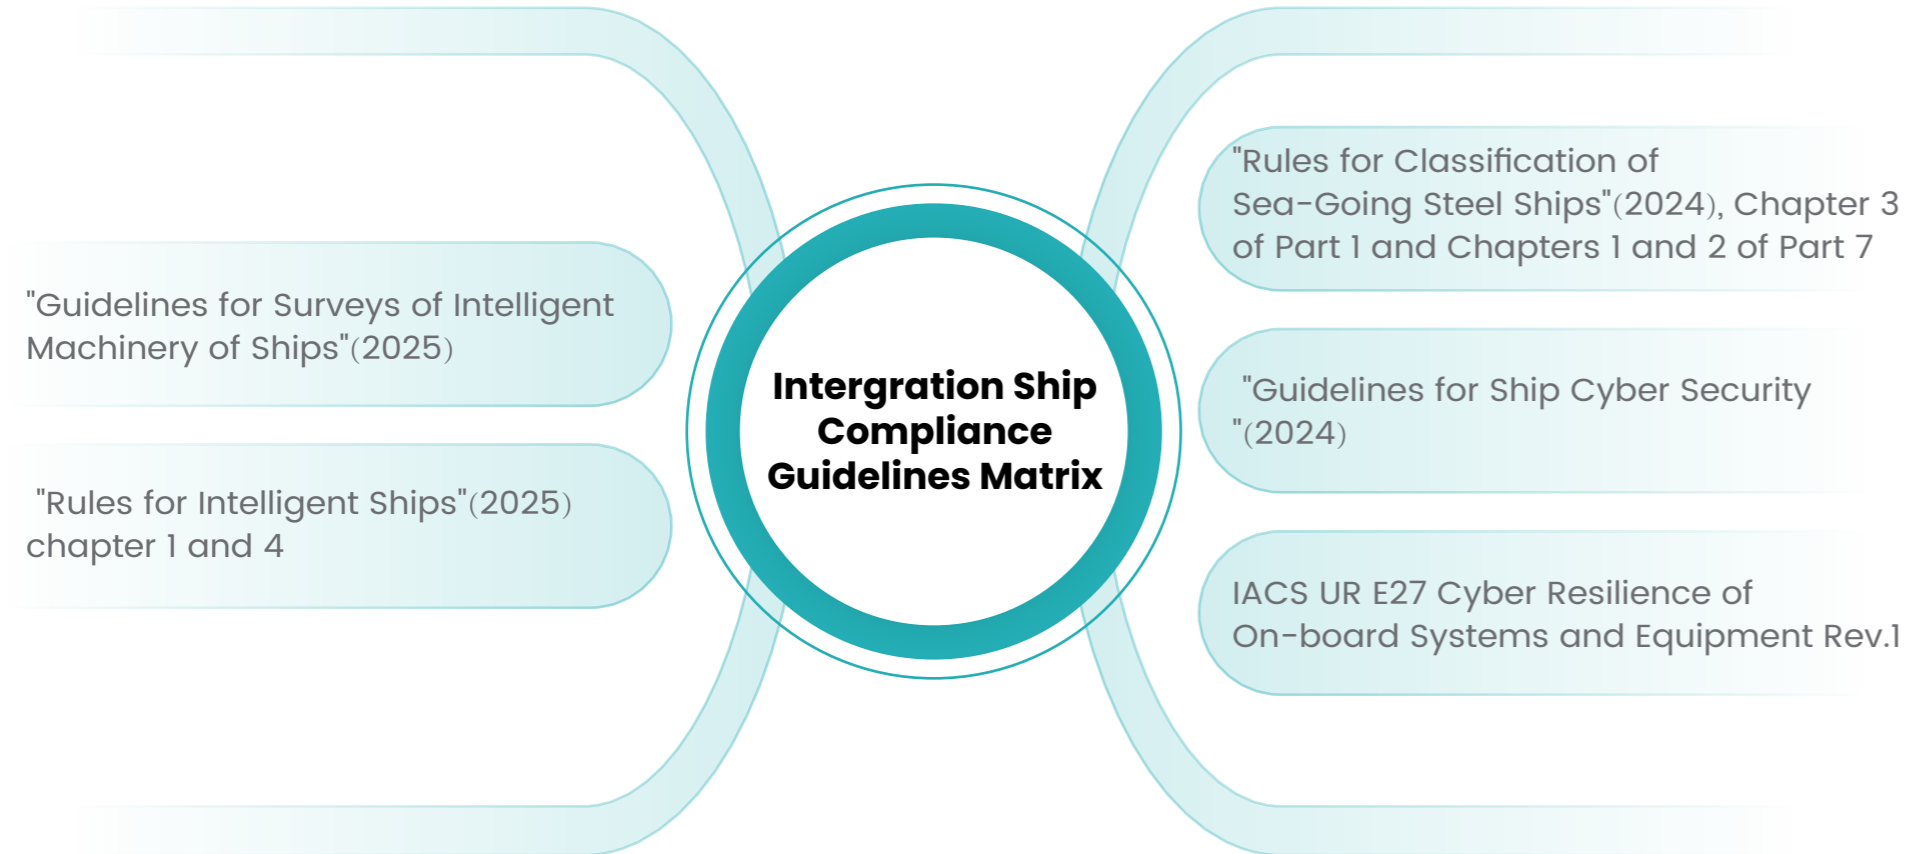 "Guidelines for Surveys of Intelligent
Machinery of Ships"(2025)
"Rules for Intelligent Ships"(2025)
chapter 1 and 4
Intergration Ship
Compliance
Guidelines Matrix
"Rules for Classification of
Sea-Going Steel Ships"(2024), Chapter 3
of Part 1 and Chapters 1 and 2 of Part 7
"Guidelines for Ship Cyber Security
"(2024)
IACS UR E27 Cyber Resilience of
On-board Systems and Equipment Rev.1